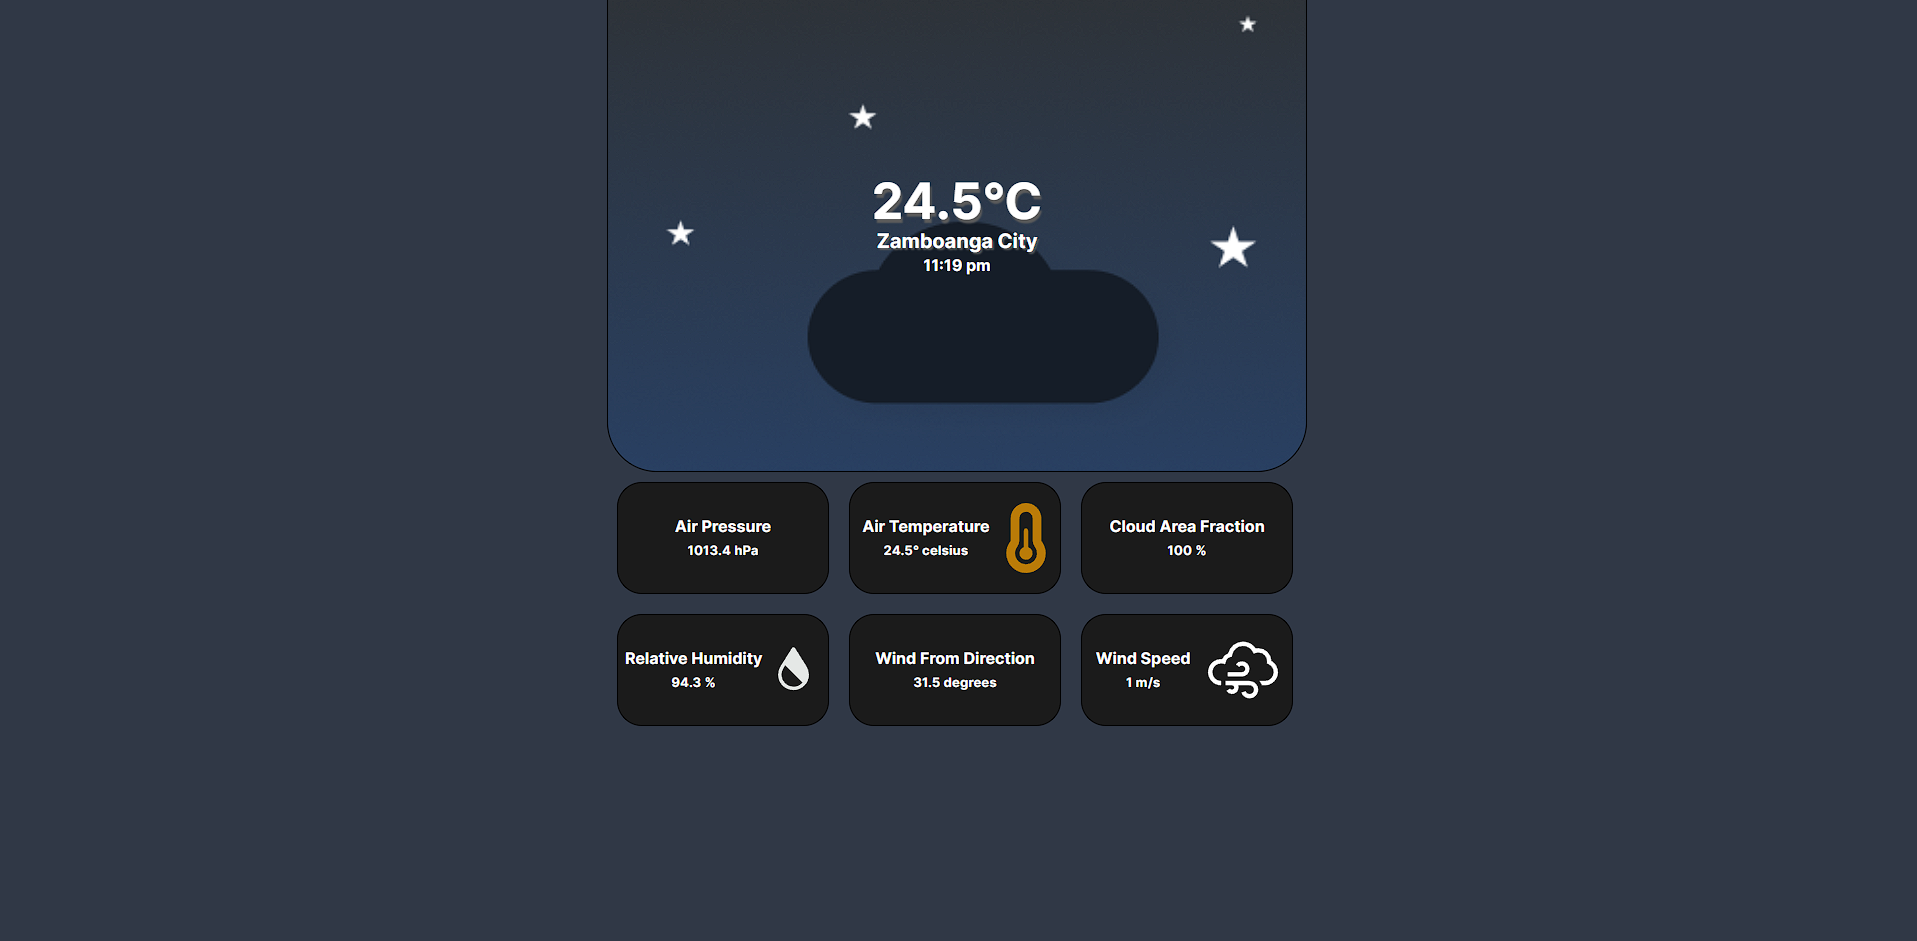 24.5°C
Zamboanga City
11:19 pm
Air Pressure
1013.4 hPa
Air Temperature
24.5° celsius
Cloud Area Fraction
100 %
Relative Humidity
94.3 %
Wind From Direction
31.5 degrees
Wind Speed
1 m/s